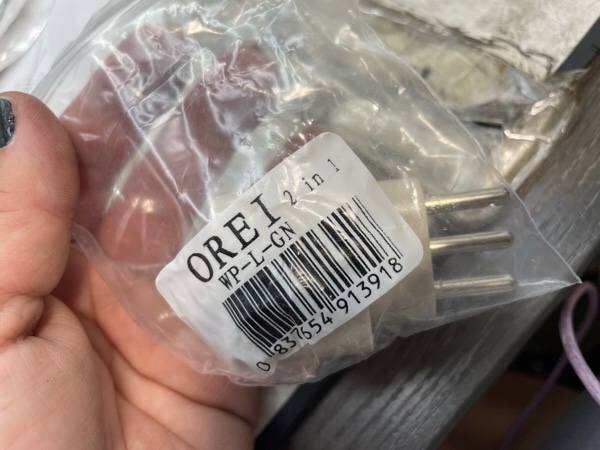 OREI 2 in 1
WP-L-GN
0 837654 913918